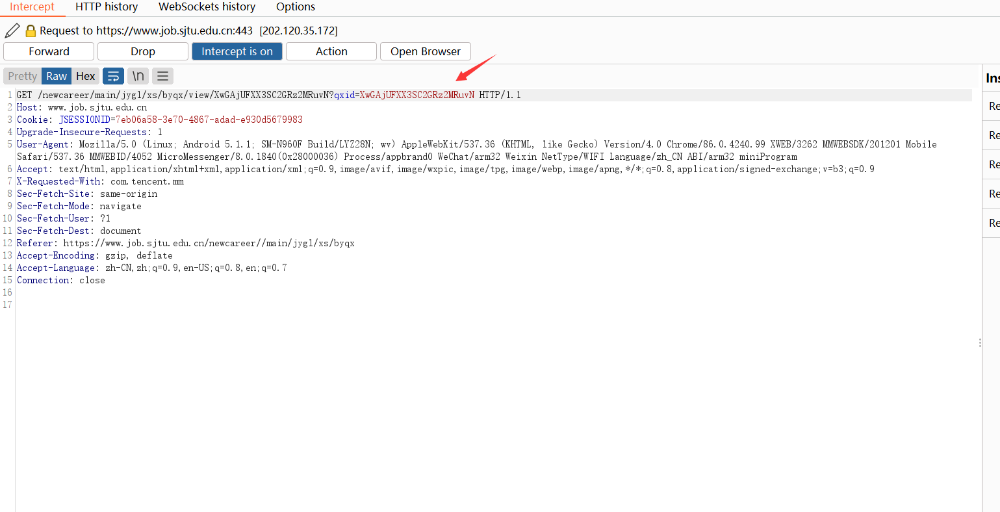 Intercept HTTP history WebSockets history Options
Request to https://www.job.sjtu.edu.cn:443 [202.120.35.172]
Forward Drop Intercept is on Action Open Browser
Pretty Raw Hex \n
Ins
1 GET /newcareer/main/jygl/xs/byqx/view/XwGAjUFXX3SC2GRz2MRuvN?qxid=XwGAjUFXX3SC2GRz2MRuvN HTTP/1.1
2 Host: www.job.sjtu.edu.cn
Re
3 Cookie: JSESSIONID=7eb06a58-3e70-4867-adad-e930d5679983
4 Upgrade-Insecure-Requests: 1
Re
5 User-Agent: Mozilla/5.0 (Linux; Android 5.1.1; SM-N960F Build/LYZ28N; wv) AppleWebKit/537.36 (KHTML, like Gecko) Version/4.0 Chrome/86.0.4240.99 XWEB/3262 MMWEBSDK/201201 Mobile
Safari/537.36 MMWEBID/4052 MicroMessenger/8.0.1840(0x28000036) Process/appbrand0 WeChat/arm32 Weixin NetType/WIFI Language/zh_CN ABI/arm32 miniProgram
Re
6 Accept: text/html,application/xhtml+xml,application/xml;q=0.9,image/avif,image/wxpic,image/tpg,image/webp,image/apng,*/*;q=0.8,application/signed-exchange;v=b3;q=0.9
7 X-Requested-With: com.tencent.mm
8 Sec-Fetch-Site: same-origin
Re
9 Sec-Fetch-Mode: navigate
10 Sec-Fetch-User: ?1
Re
11 Sec-Fetch-Dest: document
12 Referer: https://www.job.sjtu.edu.cn/newcareer//main/jygl/xs/byqx
13 Accept-Encoding: gzip, deflate
14 Accept-Language: zh-CN,zh;q=0.9,en-US;q=0.8,en;q=0.7
15 Connection: close
16
17